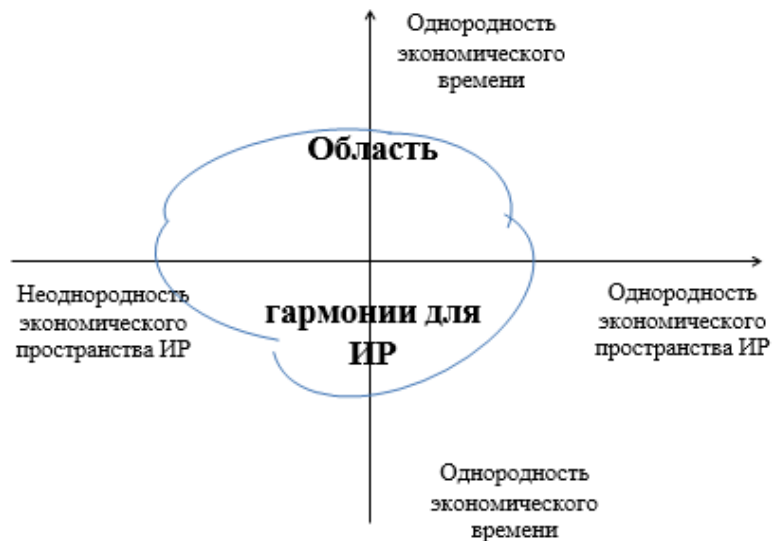 Однородность
экономического
времени
Область
Неоднородность
экономического
пространства ИР
гармонии для
ИР
Однородность
экономического
пространства ИР
Однородность
экономического
времени